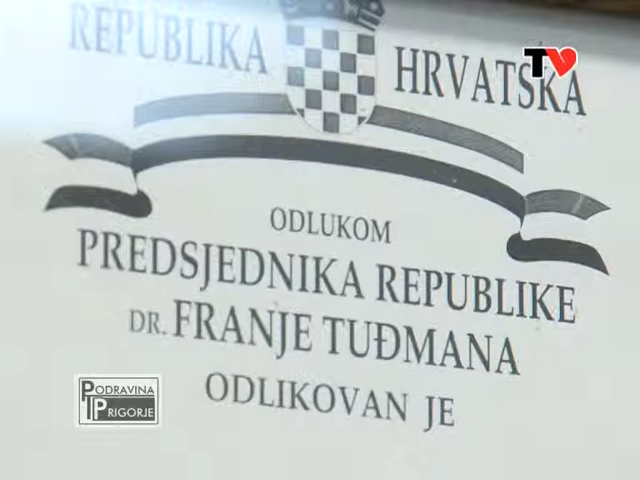 REPUBLIKA HRVATSKA
TV
ODLUKOM
PREDSJEDNIKA REPUBLIKE
DR. FRANJE TUĐMANA
ODLIKOVAN JE
PODRAVINA
PRIGORJE